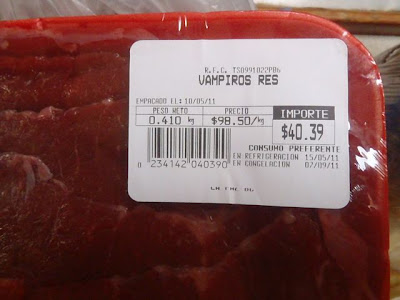 R.F.C. TSO991022PB6
VAMPIROS RES
EMPACADO EL: 10/05/11
PESO NETO PRECIO IMPORTE
0.410 kg $98.50/kg $40.39
CONSUMO PREFERENTE
EN REFRIGERACION 15/05/11
EN CONGELACION 07/09/11
0 234142 040390